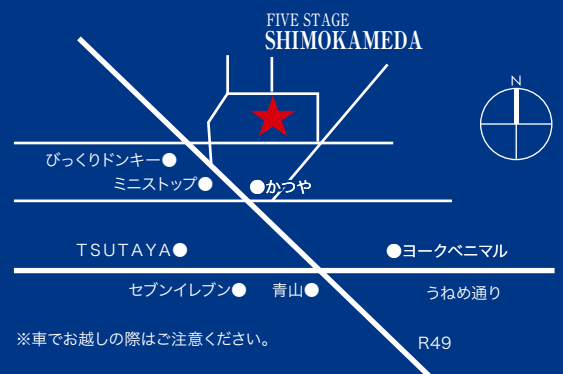 FIVE STAGE
SHIMOKAMEDA
N
びっくりドンキー
ミニストップ
かつや
TSUTAYA
ヨークベニマル
セブンイレブン
青山
うねめ通り
※車でお越しの際はご注意ください。
R49